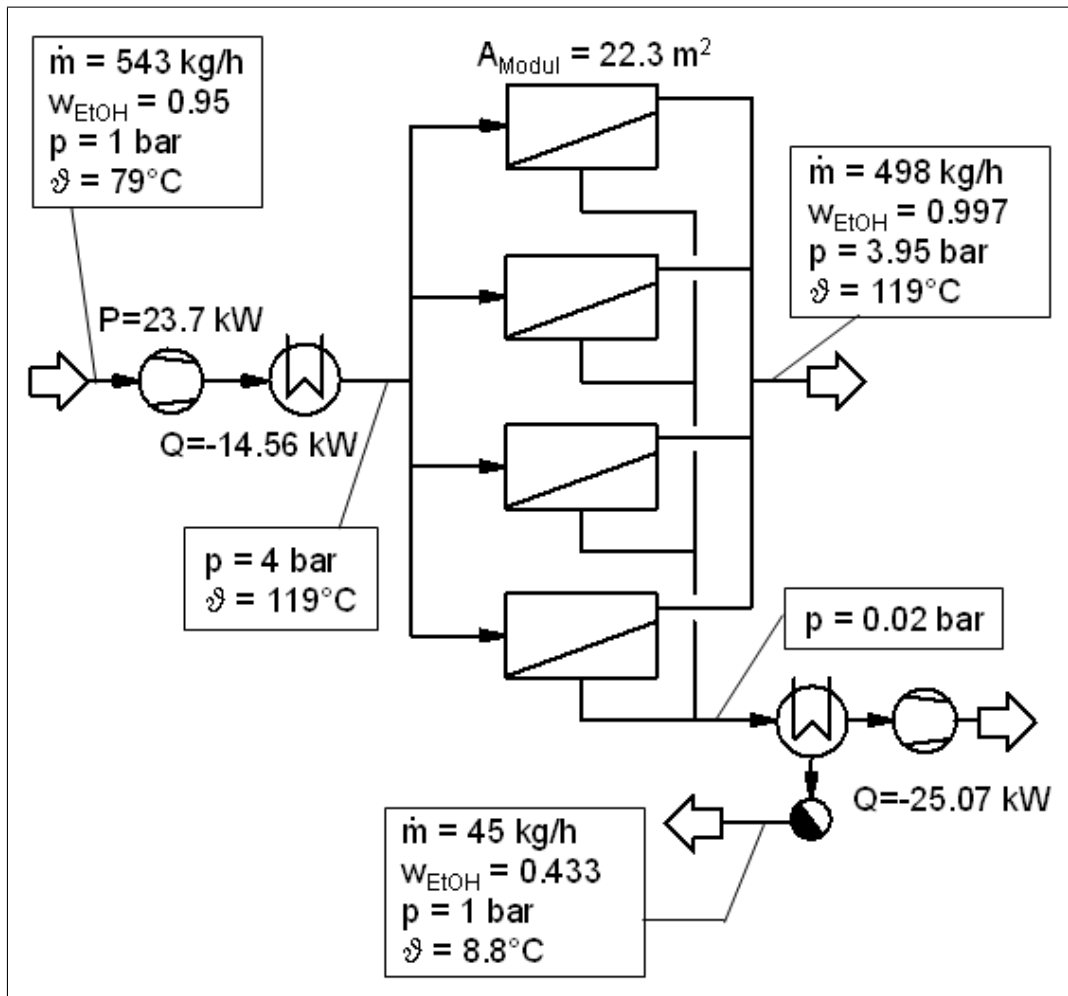 ṁ = 543 kg/h
w_EtOH = 0.95
p = 1 bar
ϑ = 79°C
A_Modul = 22.3 m²
ṁ = 498 kg/h
w_EtOH = 0.997
p = 3.95 bar
ϑ = 119°C
P=23.7 kW
Q=-14.56 kW
p = 4 bar
ϑ = 119°C
p = 0.02 bar
Q=-25.07 kW
ṁ = 45 kg/h
w_EtOH = 0.433
p = 1 bar
ϑ = 8.8°C